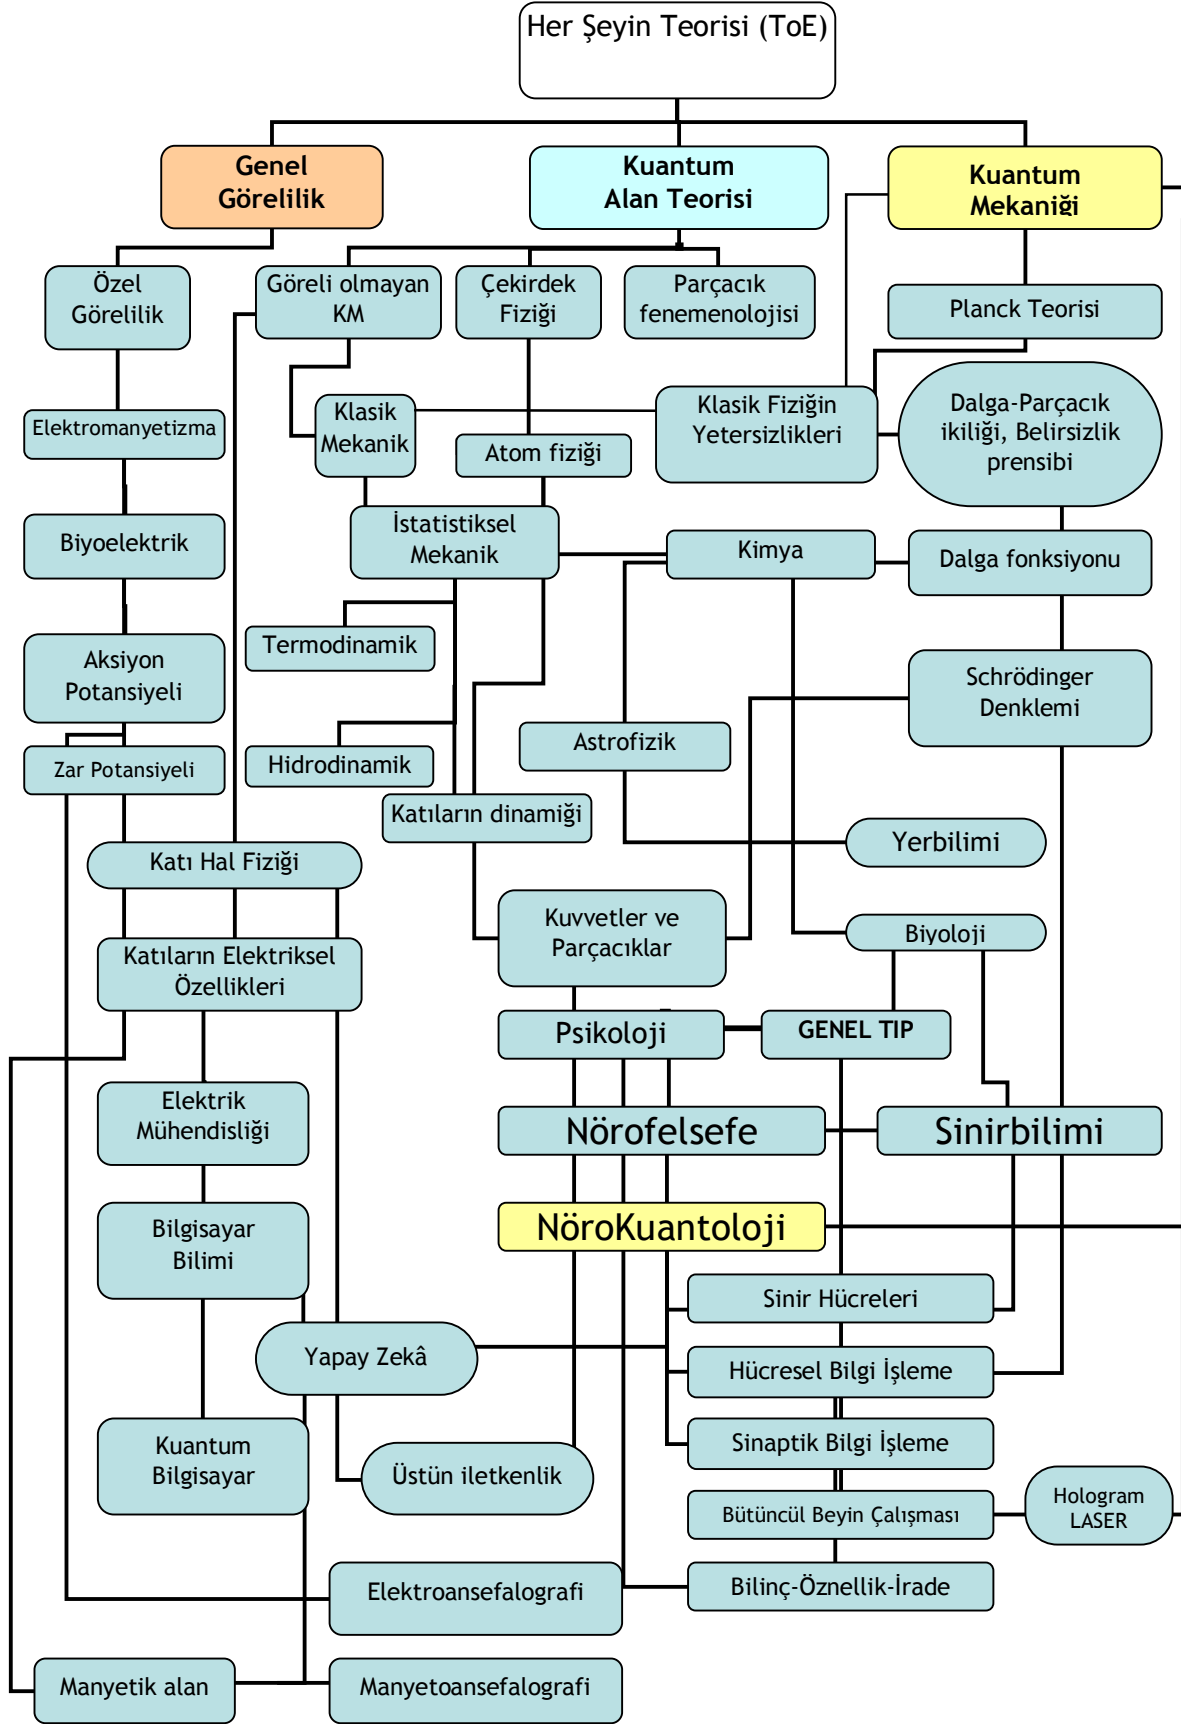 Her Şeyin Teorisi (ToE)
Genel
Görelilik
Kuantum
Alan Teorisi
Kuantum
Mekaniği
Özel
Görelilik
Göreli olmayan
KM
Çekirdek
Fiziği
Parçacık
fenemenolojisi
Planck Teorisi
Elektromanyetizma
Klasik
Mekanik
Atom fiziği
Klasik Fiziğin
Yetersizlikleri
Dalga-Parçacık
ikiliği, Belirsizlik
prensibi
Biyoelektrik
İstatistiksel
Mekanik
Kimya
Dalga fonksiyonu
Aksiyon
Potansiyeli
Termodinamik
Schrödinger
Denklemi
Zar Potansiyeli
Hidrodinamik
Astrofizik
Katıların dinamiği
Yerbilimi
Katı Hal Fiziği
Kuvvetler ve
Parçacıklar
Biyoloji
Katıların Elektriksel
Özellikleri
Psikoloji
GENEL TIP
Elektrik
Mühendisliği
Nörofelsefe
Sinirbilimi
Bilgisayar
Bilimi
NöroKuantoloji
Sinir Hücreleri
Yapay Zekâ
Hücresel Bilgi İşleme
Kuantum
Bilgisayar
Üstün iletkenlik
Sinaptik Bilgi İşleme
Bütüncül Beyin Çalışması
Hologram
LASER
Elektroansefalografi
Bilinç-Öznellik-İrade
Manyetik alan
Manyetoansefalografi